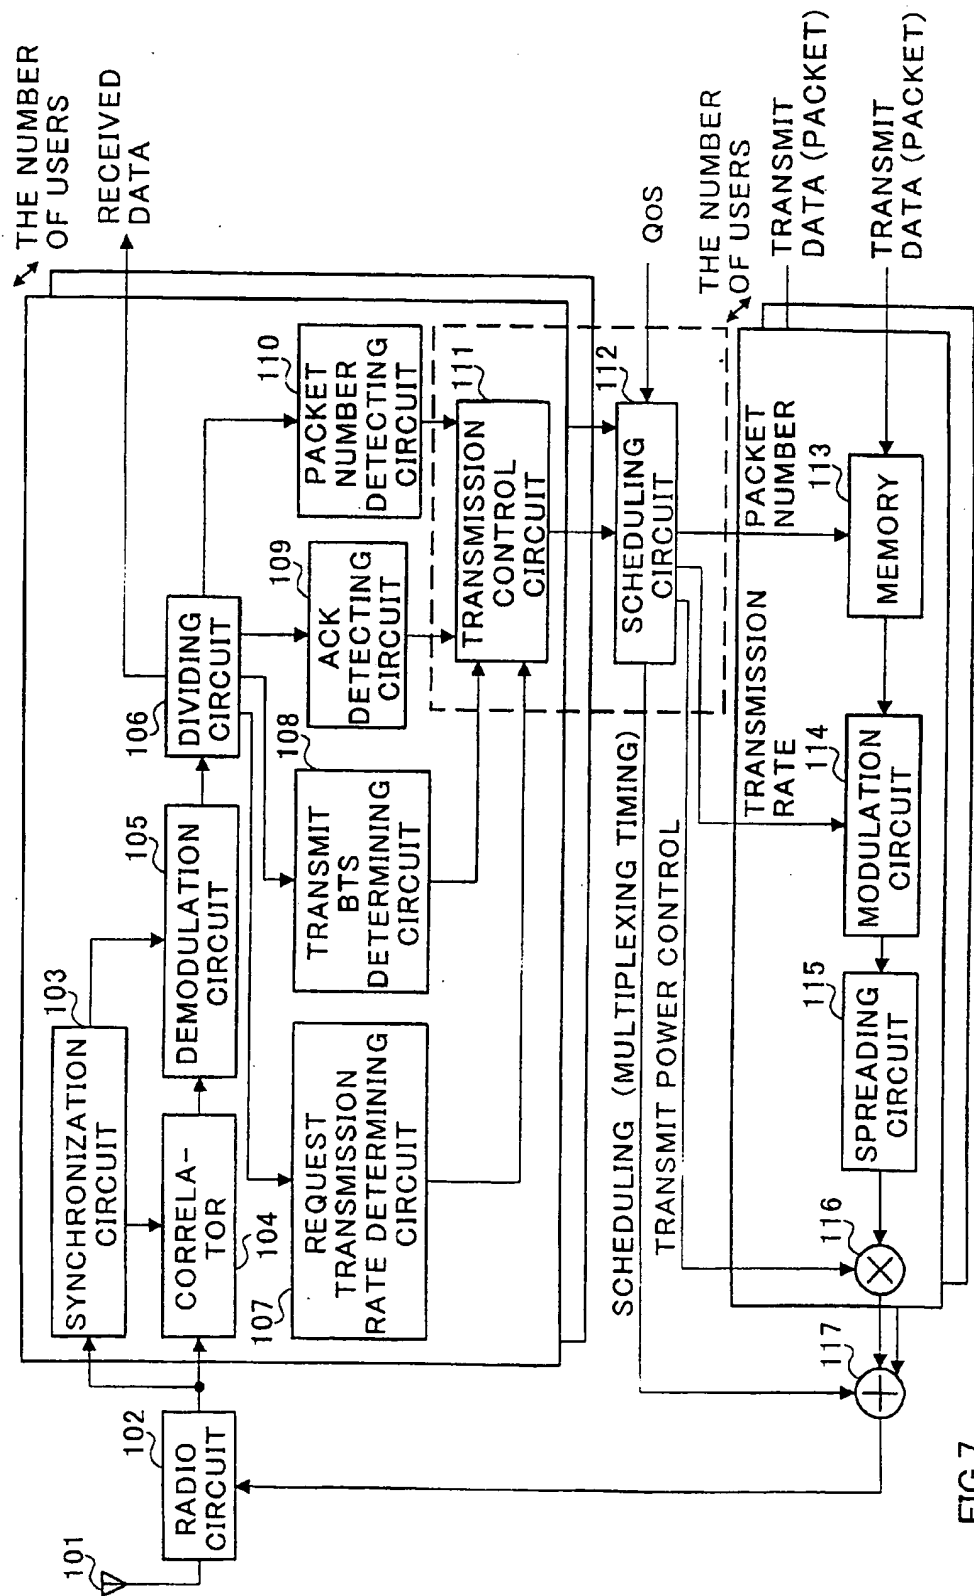 THE NUMBER
OF USERS
RECEIVED
DATA
101
102
RADIO
CIRCUIT
103
SYNCHRONIZATION
CIRCUIT
CORRELA-
TOR
104
105
DEMODULATION
CIRCUIT
106
DIVIDING
CIRCUIT
107
REQUEST
TRANSMISSION
RATE DETERMINING
CIRCUIT
108
TRANSMIT
BTS
DETERMINING
CIRCUIT
109
ACK
DETECTING
CIRCUIT
110
PACKET
NUMBER
DETECTING
CIRCUIT
111
TRANSMISSION
CONTROL
CIRCUIT
112
SCHEDULING
CIRCUIT
QoS
SCHEDULING (MULTIPLEXING TIMING)
TRANSMIT POWER CONTROL
TRANSMISSION
RATE
PACKET
NUMBER
THE NUMBER
OF USERS
TRANSMIT
DATA (PACKET)
TRANSMIT
DATA (PACKET)
113
MEMORY
114
MODULATION
CIRCUIT
115
SPREADING
CIRCUIT
116
117
FIG.7